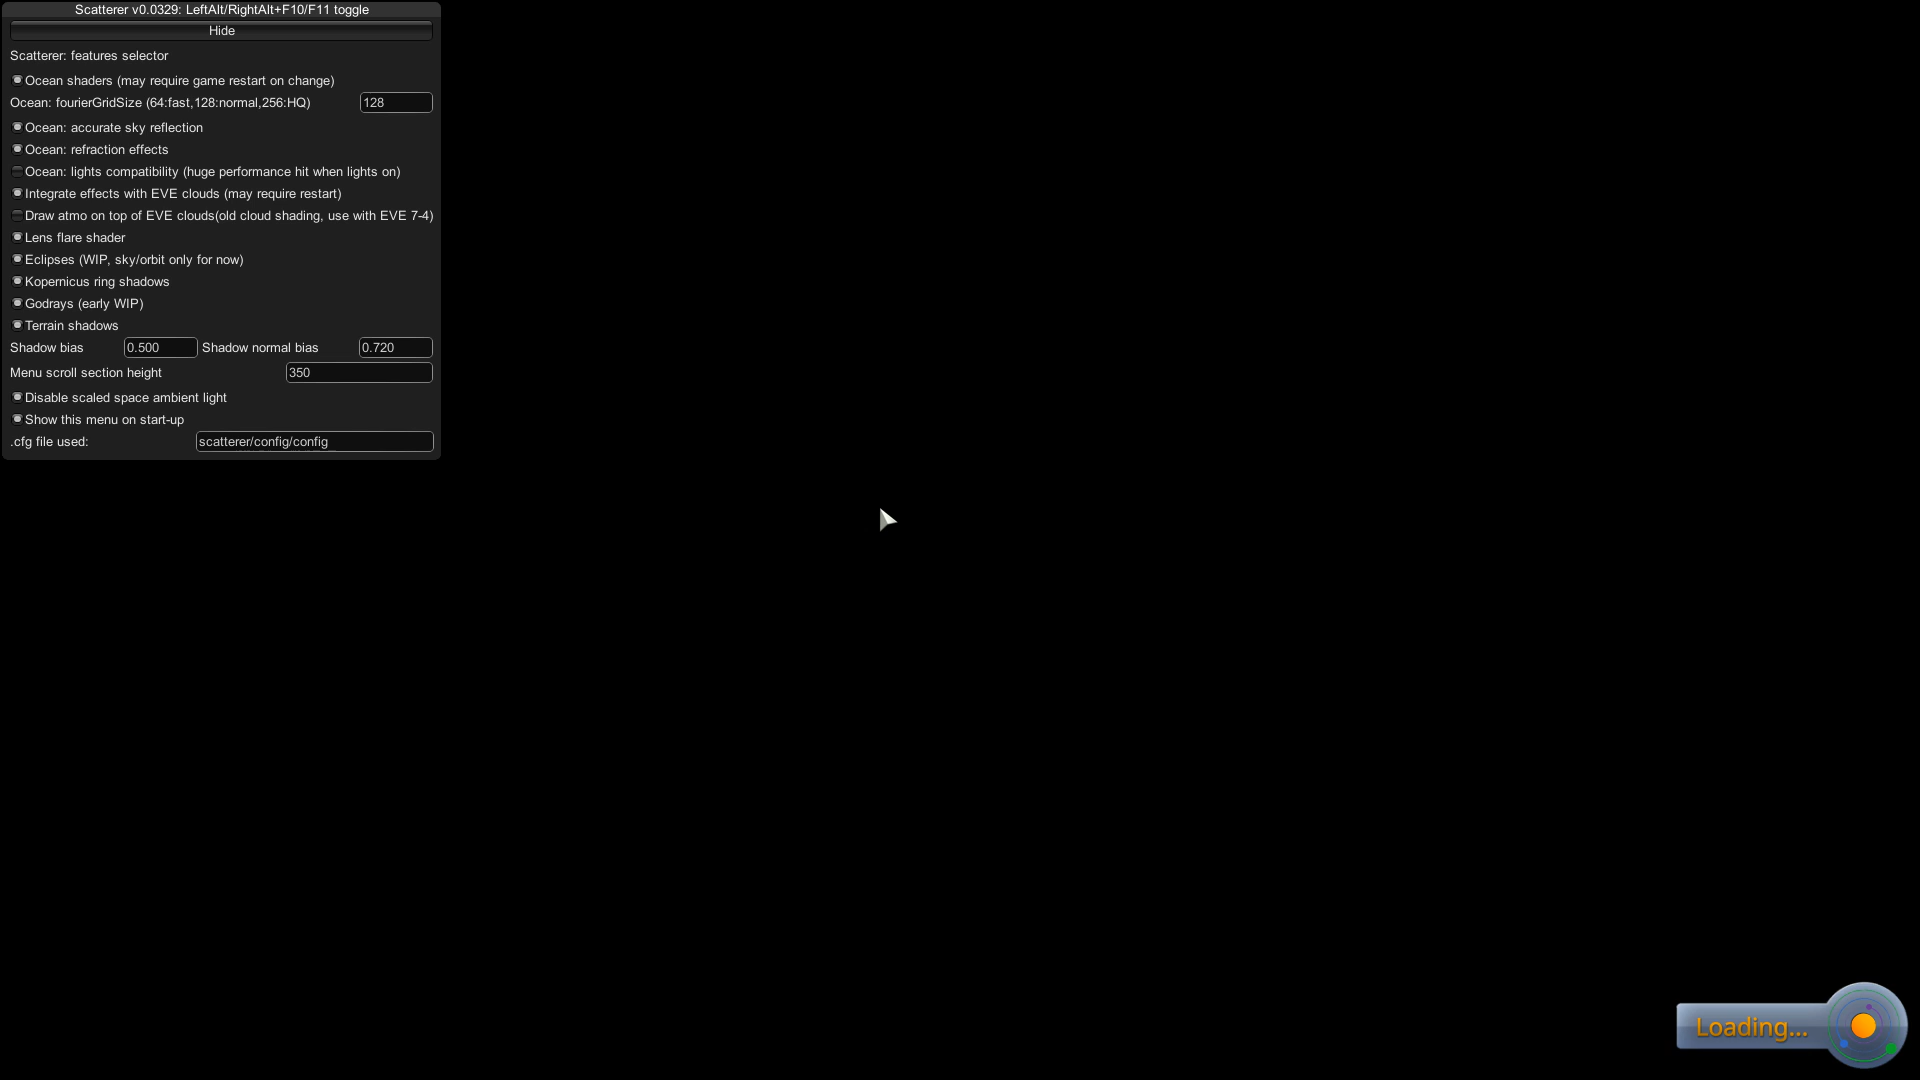 Scatterer v0.0329: LeftAlt/RightAlt+F10/F11 toggle
Hide
Scatterer: features selector
Ocean shaders (may require game restart on change)
Ocean: fourierGridSize (64:fast,128:normal,256:HQ) 128
Ocean: accurate sky reflection
Ocean: refraction effects
Ocean: lights compatibility (huge performance hit when lights on)
Integrate effects with EVE clouds (may require restart)
Draw atmo on top of EVE clouds(old cloud shading, use with EVE 7-4)
Lens flare shader
Eclipses (WIP, sky/orbit only for now)
Kopernicus ring shadows
Godrays (early WIP)
Terrain shadows
Shadow bias 0.500 Shadow normal bias 0.720
Menu scroll section height 350
Disable scaled space ambient light
Show this menu on start-up
.cfg file used: scatterer/config/config
Loading...